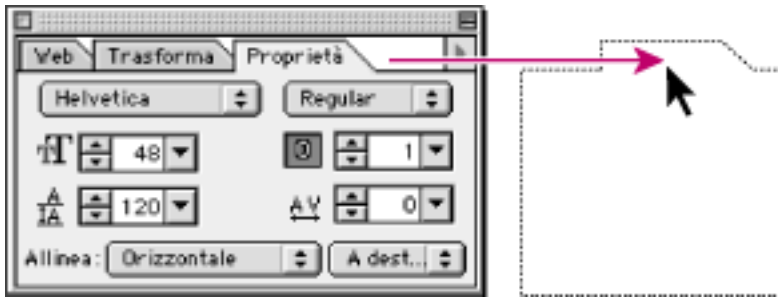 Web Trasforma Proprietà
Helvetica Regular
48 1
120 0
Allinea: Orizzontale A dest...